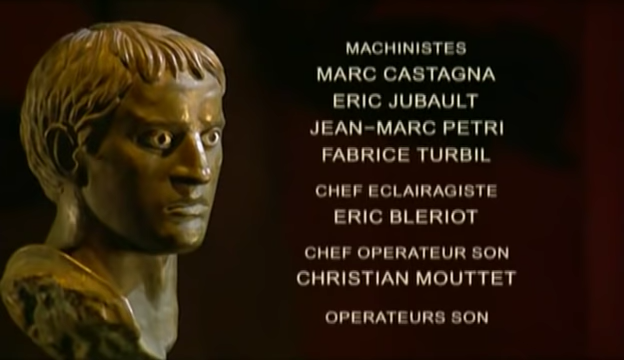 MACHINISTES
MARC CASTAGNA
ERIC JUBAULT
JEAN-MARC PETRI
FABRICE TURBIL
CHEF ECLAIRAGISTE
ERIC BLERIOT
CHEF OPERATEUR SON
CHRISTIAN MOUTTET
OPERATEURS SON